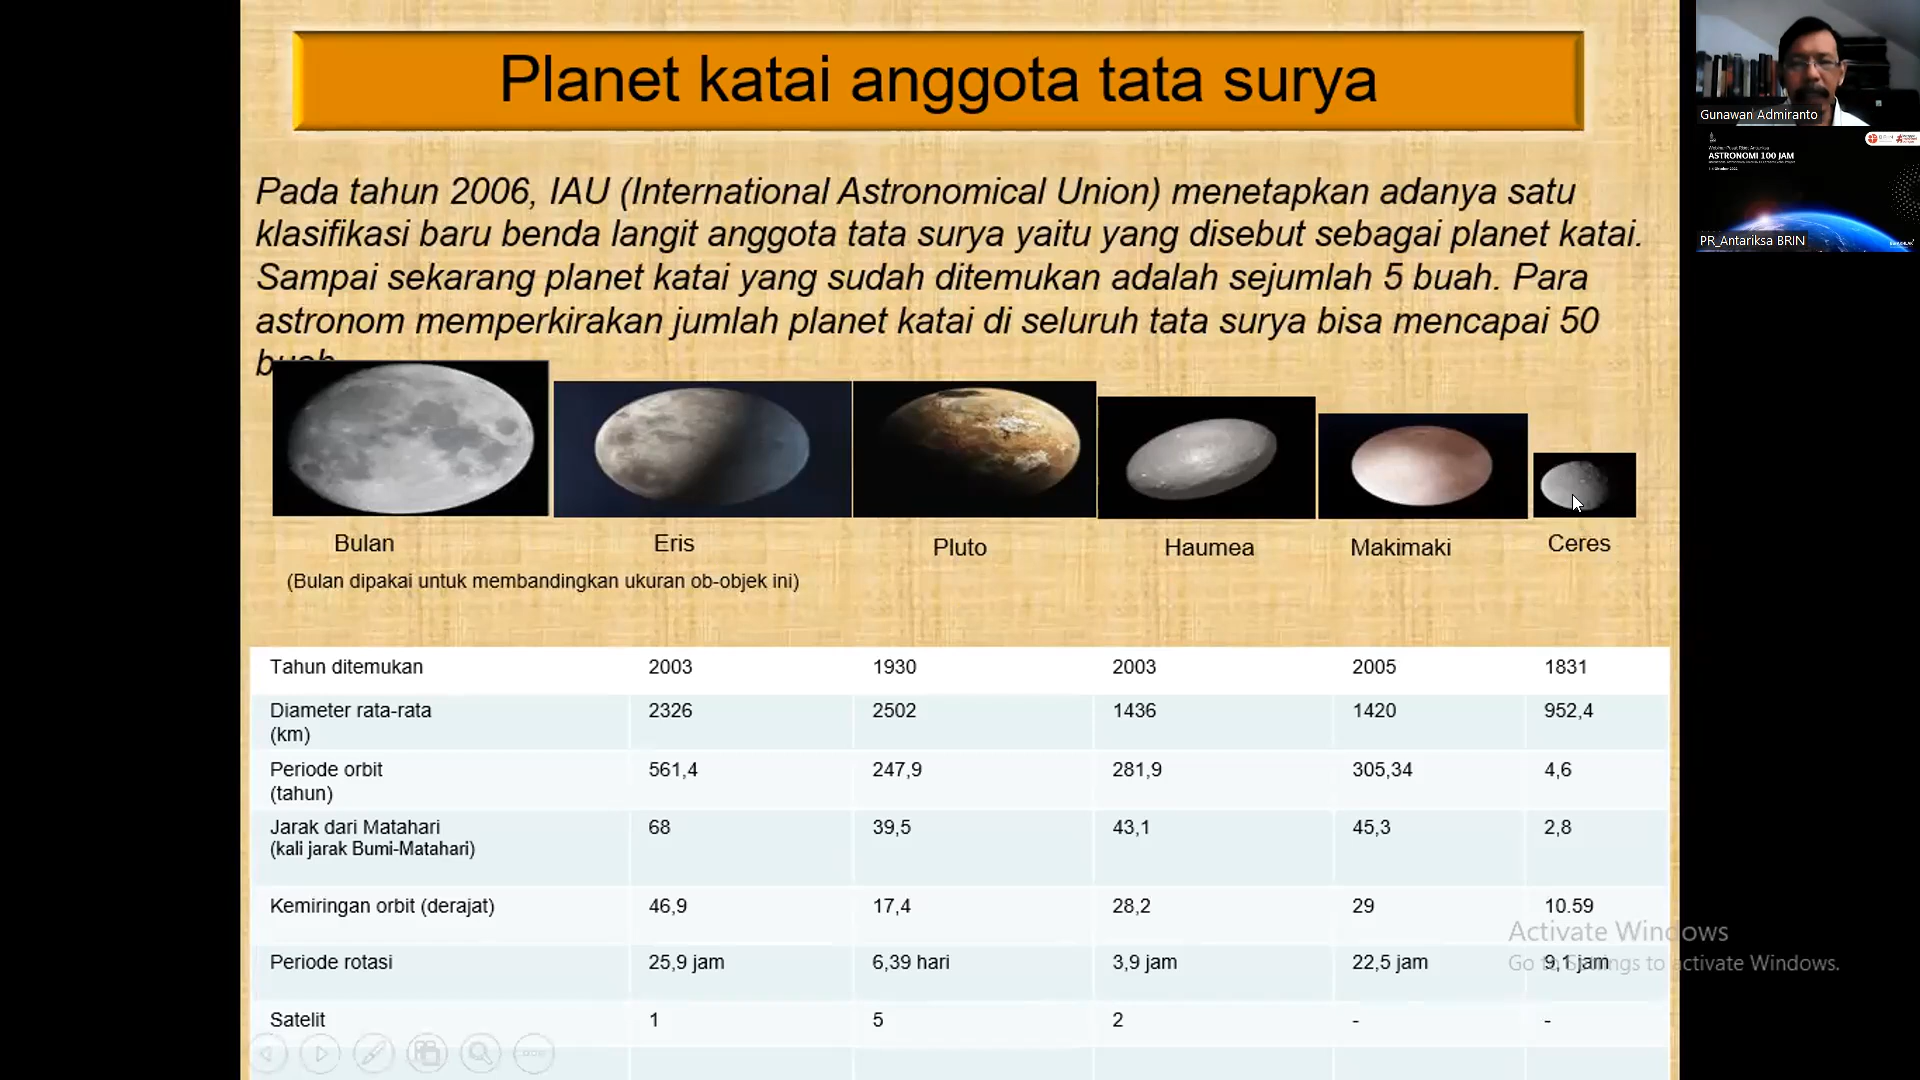 Planet katai anggota tata surya
Pada tahun 2006, IAU (International Astronomical Union) menetapkan adanya satu
klasifikasi baru benda langit anggota tata surya yaitu yang disebut sebagai planet katai.
Sampai sekarang planet katai yang sudah ditemukan adalah sejumlah 5 buah. Para
astronom memperkirakan jumlah planet katai di seluruh tata surya bisa mencapai 50
buah
Bulan Eris Pluto Haumea Makimaki Ceres
(Bulan dipakai untuk membandingkan ukuran ob-objek ini)
Tahun ditemukan 2003 1930 2003 2005 1831
Diameter rata-rata 2326 2502 1436 1420 952,4
(km)
Periode orbit 561,4 247,9 281,9 305,34 4,6
(tahun)
Jarak dari Matahari 68 39,5 43,1 45,3 2,8
(kali jarak Bumi-Matahari)
Kemiringan orbit (derajat) 46,9 17,4 28,2 29 10.59
Periode rotasi 25,9 jam 6,39 hari 3,9 jam 22,5 jam 9,1 jam
Satelit 1 5 2 - -
Activate Windows
Go to Settings to activate Windows.
Gunawan Admiranto
ASTRONOMI 100 JAM
PR_Antariksa BRIN